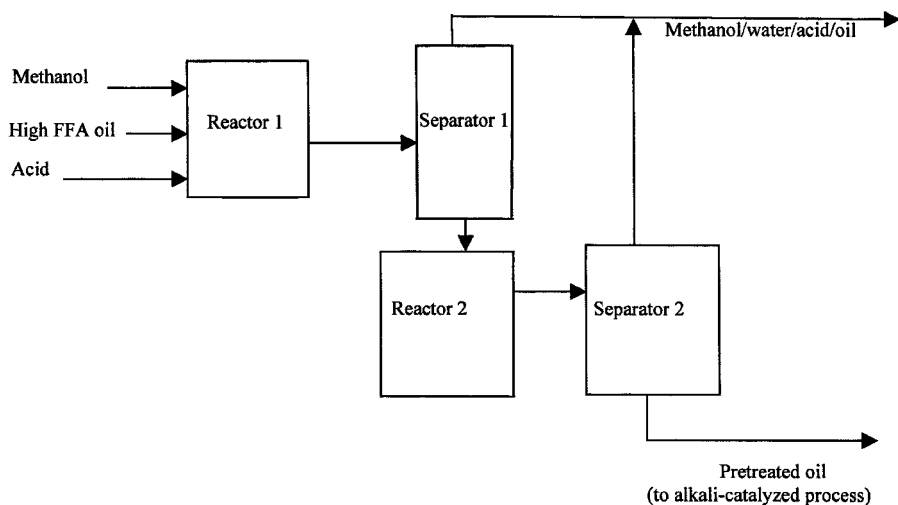 Methanol/water/acid/oil
Methanol
High FFA oil
Acid
Reactor 1
Separator 1
Reactor 2
Separator 2
Pretreated oil
(to alkali-catalyzed process)